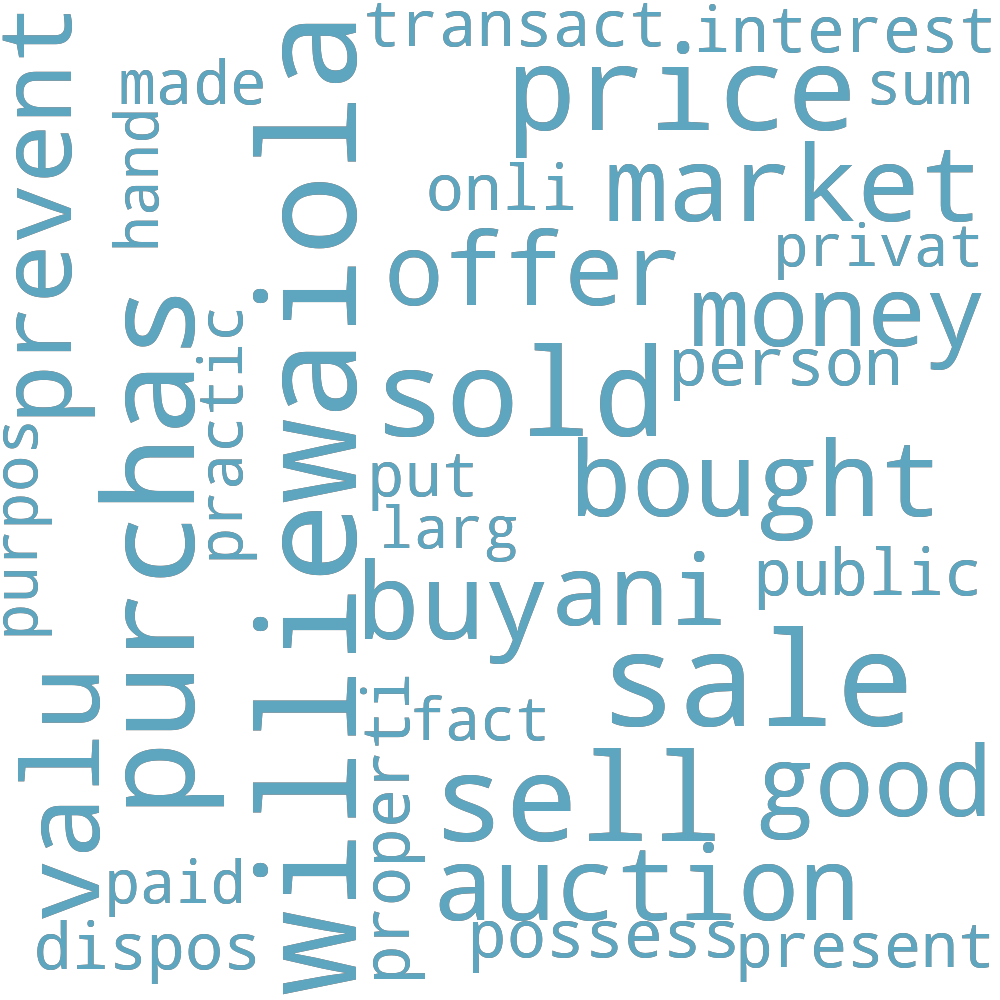 transact
interest
made
price
sum
prevent
hand
onli
market
offer
privat
money
purchas
practic
williewaiola
sold
person
purpos
put
bought
larg
buyani
public
valu
properti
fact
sale
sell
good
paid
auction
dispos
possess
present